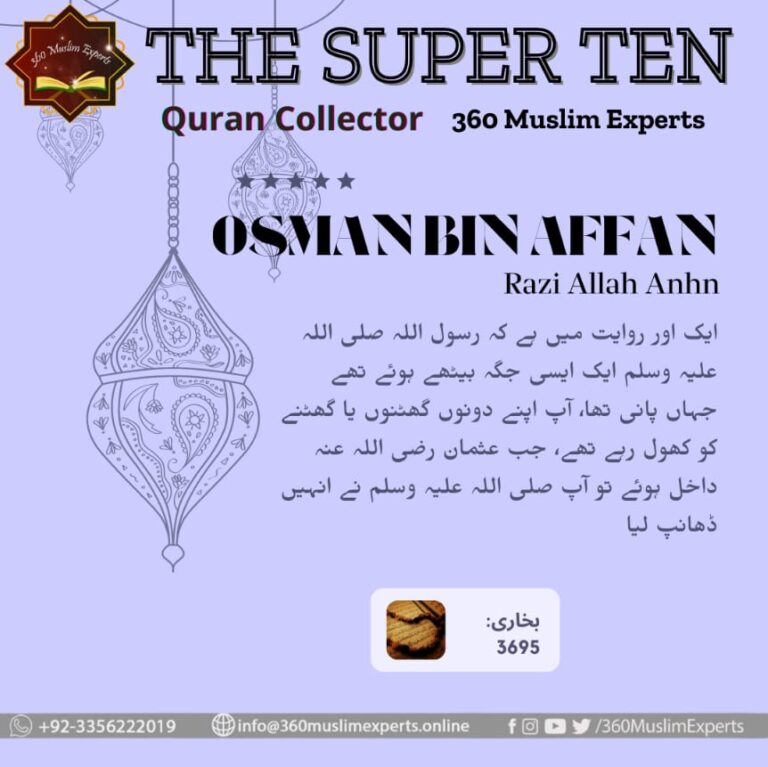 360 Muslim Experts
THE SUPER TEN
Quran Collector 360 Muslim Experts
OSMAN BIN AFFAN
Razi Allah Anhn
ایک اور روایت میں ہے کہ رسول اللہ صلی اللہ
علیہ وسلم ایک ایسی جگہ بیٹھے ہوئے تھے
جہاں پانی تھا، آپ اپنے دونوں گھٹنوں یا گھٹنے
کو کھول رہے تھے، جب عثمان رضی اللہ عنہ
داخل ہوئے تو آپ صلی اللہ علیہ وسلم نے انہیں
ڈھانپ لیا
بخاری:
3695
+92-3356222019 info@360muslimexperts.online /360MuslimExperts